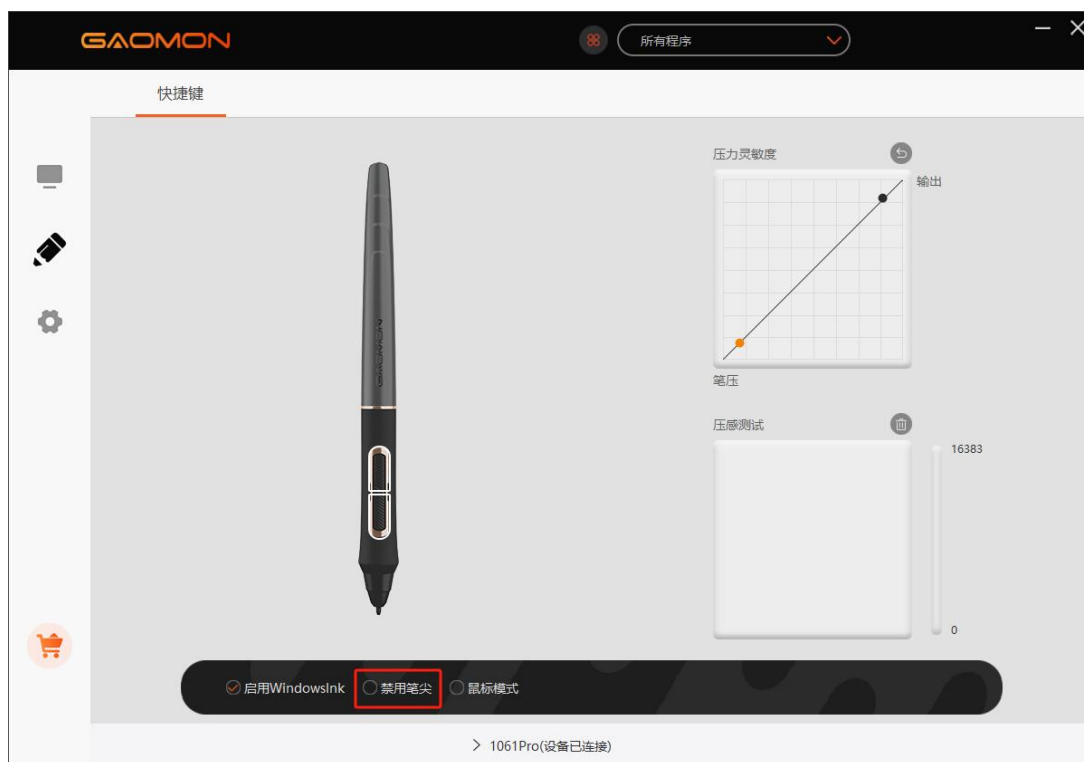 GAOMON
所有程序
快捷键
压力灵敏度
输出
笔压
GAOMON
压感测试
16383
0
启用WindowsInk 禁用笔尖 鼠标模式
1061Pro(设备已连接)